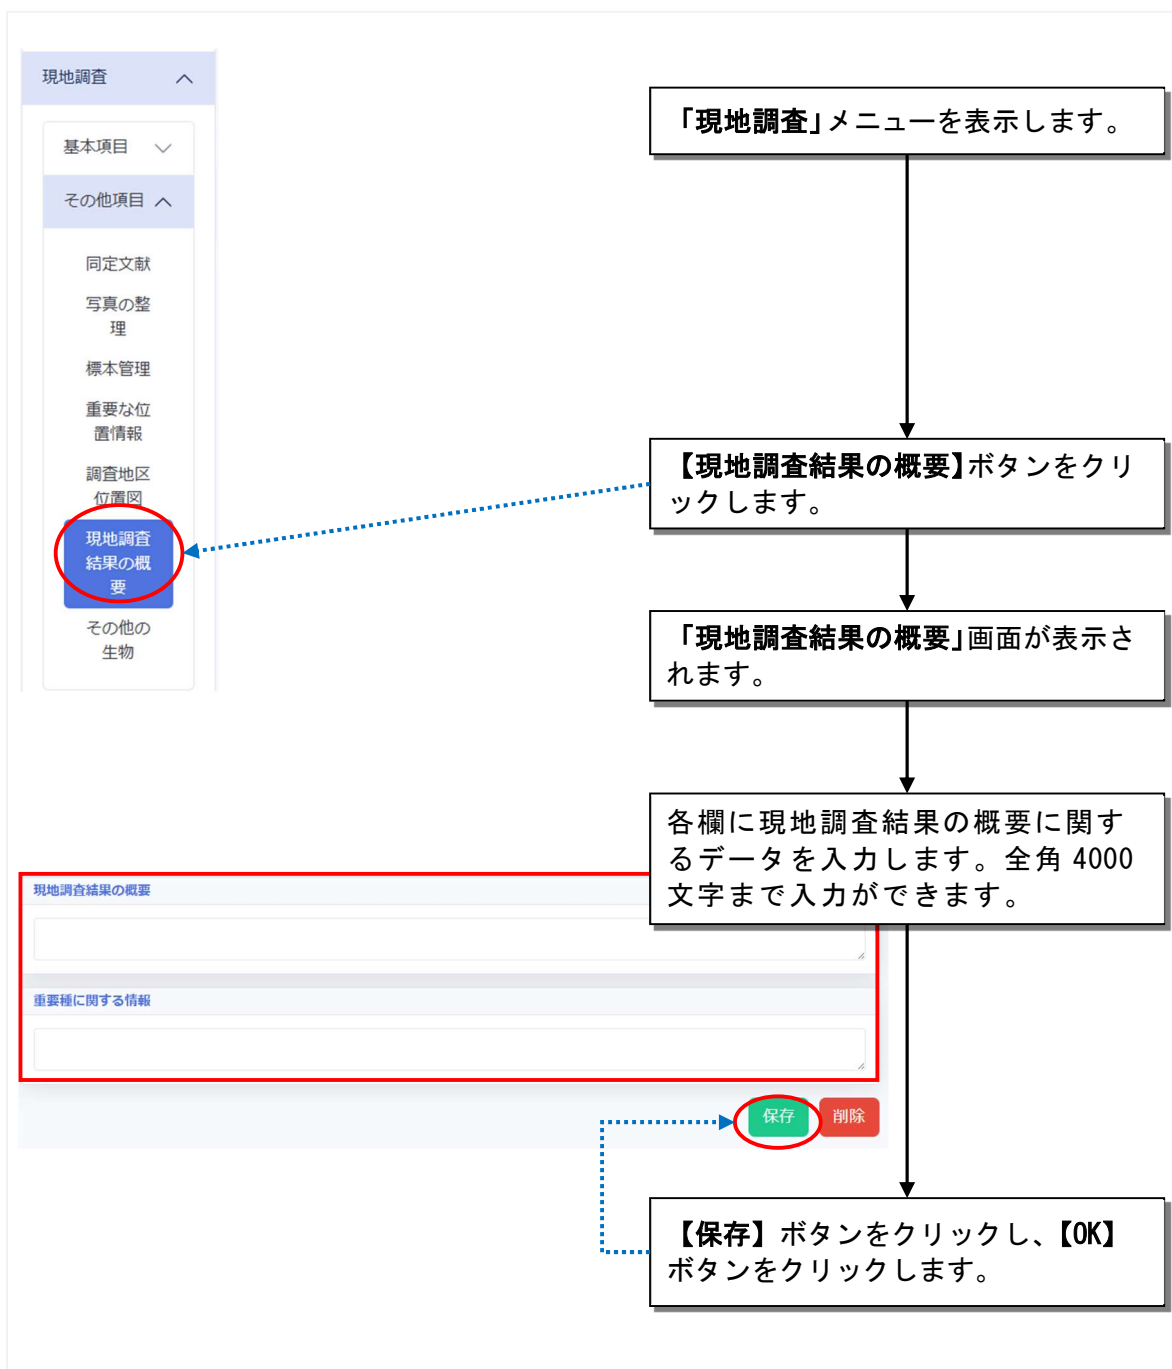 現地調査
基本項目
その他項目
同定文献
写真の整
理
標本管理
重要な位
置情報
調査地区
位置図
現地調査
結果の概
要
その他の
生物
「現地調査」メニューを表示します。
【現地調査結果の概要】ボタンをクリ
ックします。
「現地調査結果の概要」画面が表示さ
れます。
各欄に現地調査結果の概要に関す
るデータを入力します。全角 4000
文字まで入力ができます。
現地調査結果の概要
重要種に関する情報
保存
削除
【保存】ボタンをクリックし、【OK】
ボタンをクリックします。